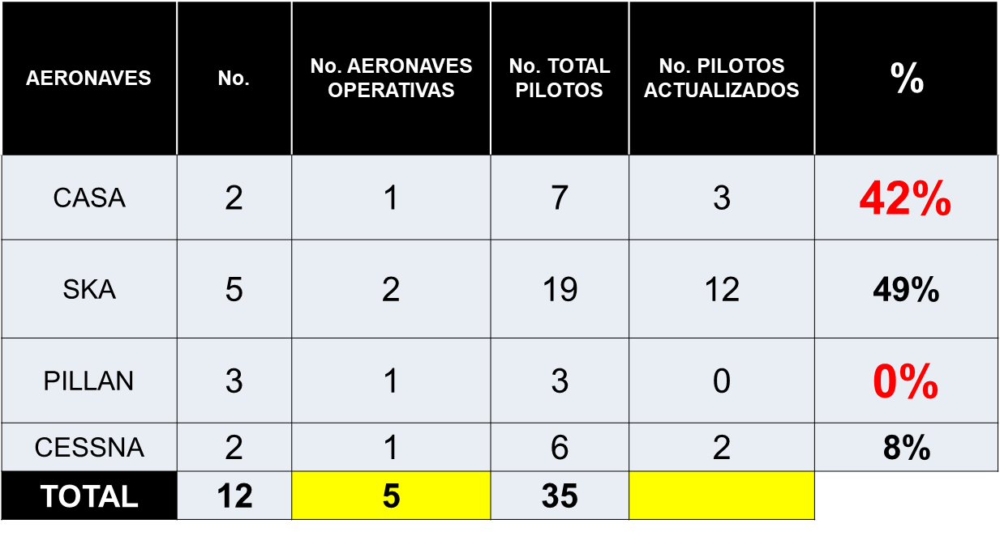 AERONAVES No. No. AERONAVES OPERATIVAS No. TOTAL PILOTOS No. PILOTOS ACTUALIZADOS %
CASA 2 1 7 3 42%
SKA 5 2 19 12 49%
PILLAN 3 1 3 0 0%
CESSNA 2 1 6 2 8%
TOTAL 12 5 35